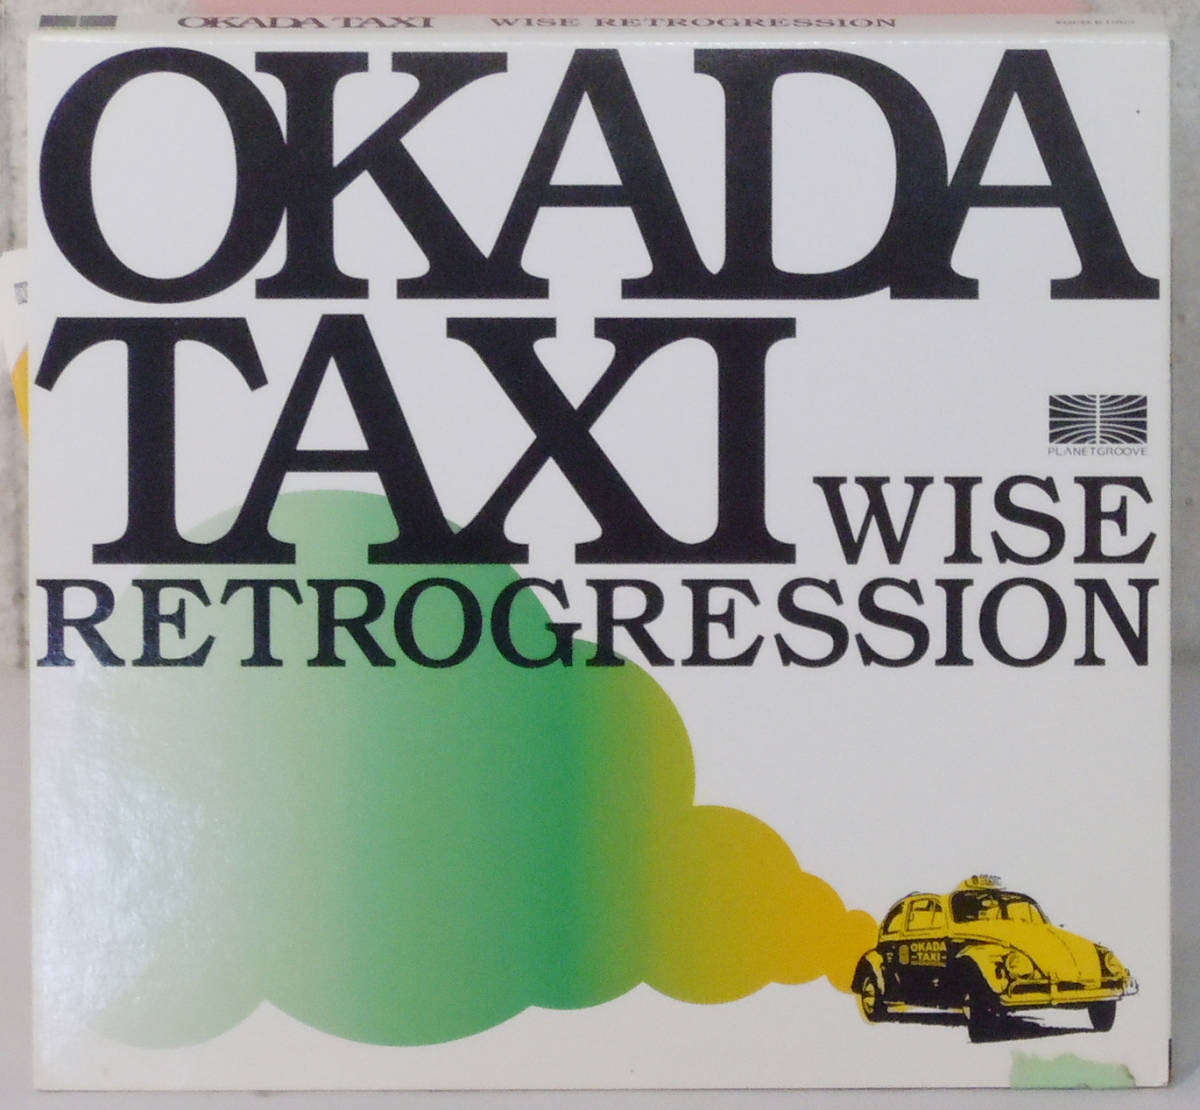 OKADA TAXI WISE RETROGRESSION
OKADA
TAXI
PLANETGROOVE
WISE
RETROGRESSION
OKADA
-TAXI-